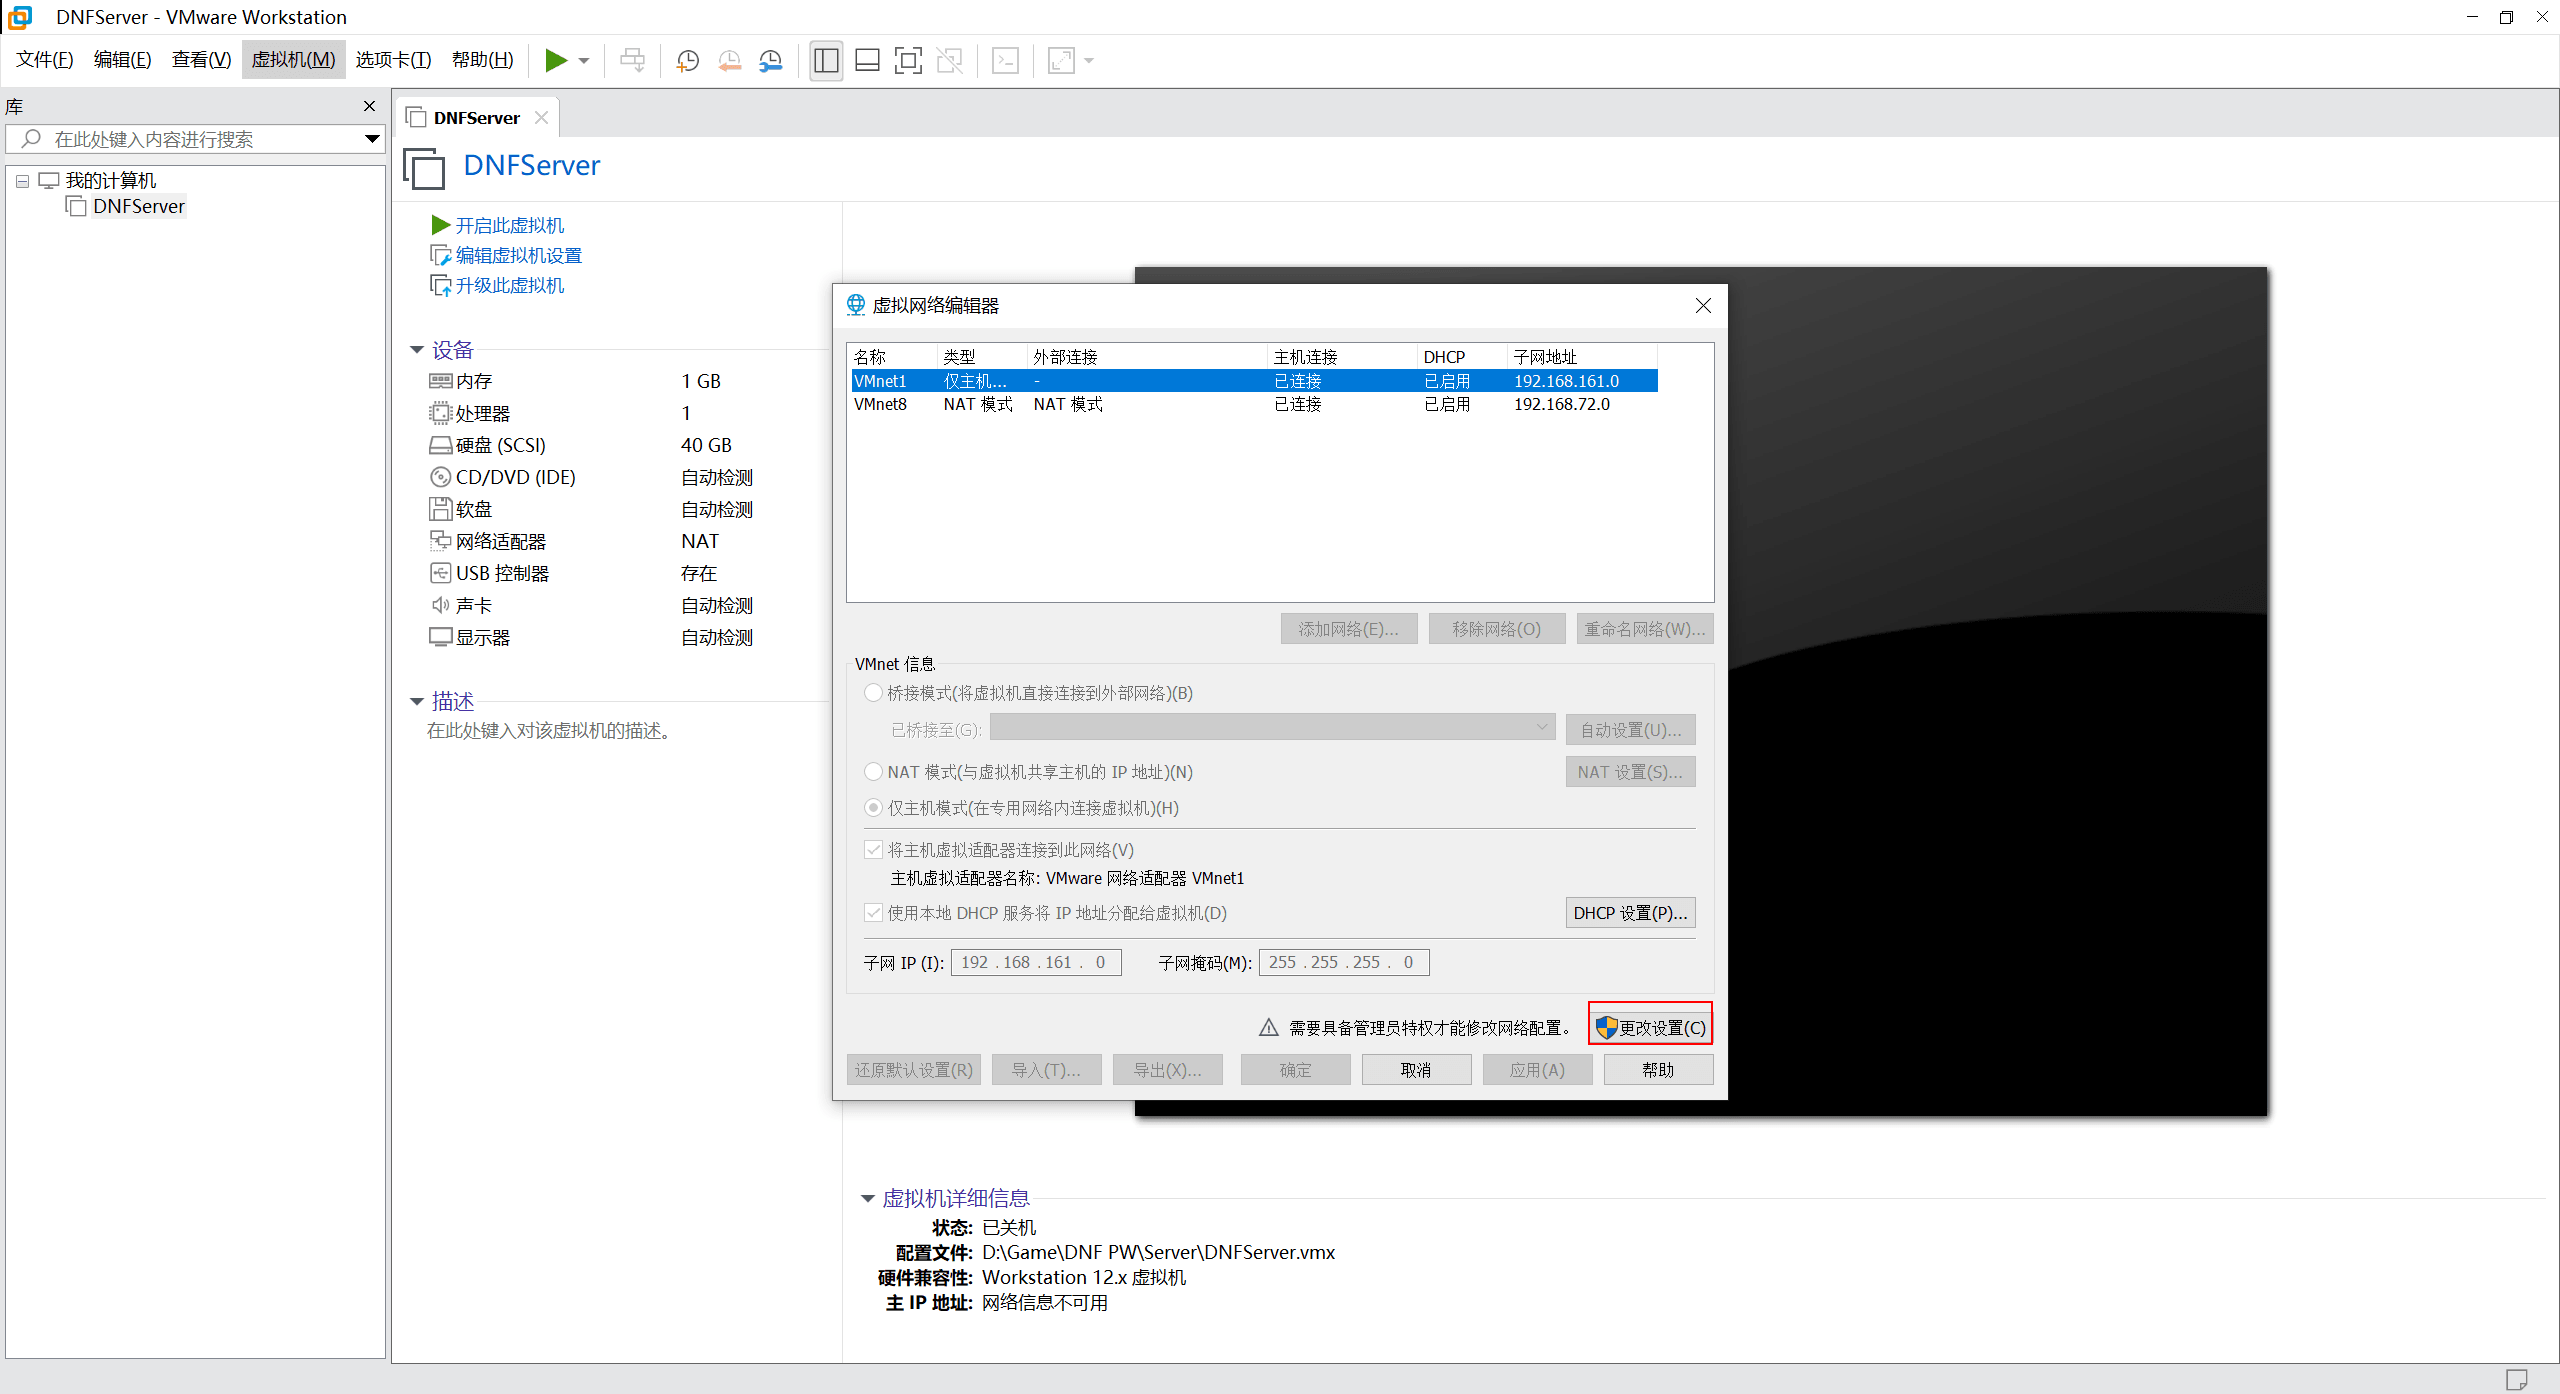 DNFServer - VMware Workstation
文件(F) 编辑(E) 查看(V) 虚拟机(M) 选项卡(T) 帮助(H)
库
在此处键入内容进行搜索
我的计算机
DNFServer
DNFServer
DNFServer
开启此虚拟机
编辑虚拟机设置
升级此虚拟机
设备
内存 1 GB
处理器 1
硬盘 (SCSI) 40 GB
CD/DVD (IDE) 自动检测
软盘 自动检测
网络适配器 NAT
USB 控制器 存在
声卡 自动检测
显示器 自动检测
描述
在此处键入对该虚拟机的描述。
虚拟网络编辑器
名称 类型 外部连接 主机连接 DHCP 子网地址
VMnet1 仅主机... - 已连接 已启用 192.168.161.0
VMnet8 NAT 模式 NAT 模式 已连接 已启用 192.168.72.0
添加网络(E)... 移除网络(O) 重命名网络(W)...
VMnet 信息
桥接模式(将虚拟机直接连接到外部网络)(B)
已桥接至(G): 自动设置(U)...
NAT 模式(与虚拟机共享主机的 IP 地址)(N) NAT 设置(S)...
仅主机模式(在专用网络内连接虚拟机)(H)
将主机虚拟适配器连接到此网络(V)
主机虚拟适配器名称: VMware 网络适配器 VMnet1
使用本地 DHCP 服务将 IP 地址分配给虚拟机(D) DHCP 设置(P)...
子网 IP (I): 192 . 168 . 161 . 0 子网掩码(M): 255 . 255 . 255 . 0
需要具备管理员特权才能修改网络配置。 更改设置(C)
还原默认设置(R) 导入(T)... 导出(X)... 确定 取消 应用(A) 帮助
虚拟机详细信息
状态: 已关机
配置文件: D:\Game\DNF PW\Server\DNFServer.vmx
硬件兼容性: Workstation 12.x 虚拟机
主 IP 地址: 网络信息不可用